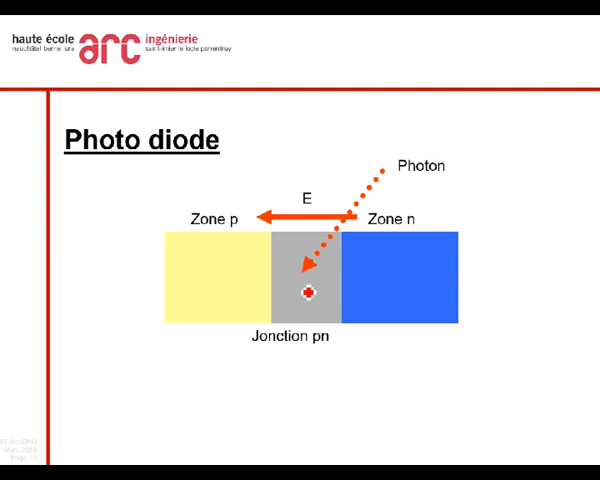 haute école
neuchâtel berne jura
arc
ingénierie
saint-imier le locle porrentruy
Photo diode
Photon
E
Zone p
Zone n
Jonction pn